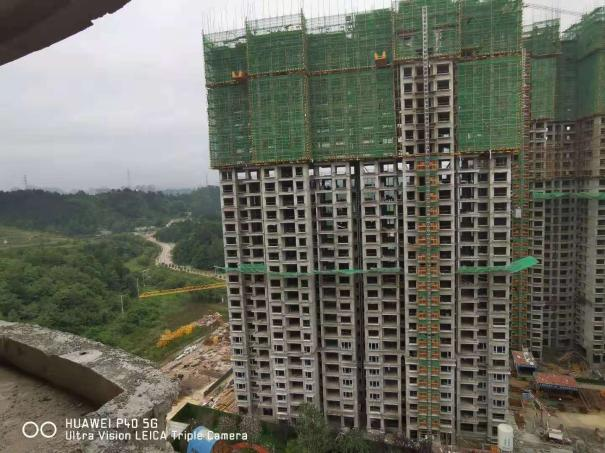 HUAWEI P40 5G
Ultra Vision LEICA Triple Camera